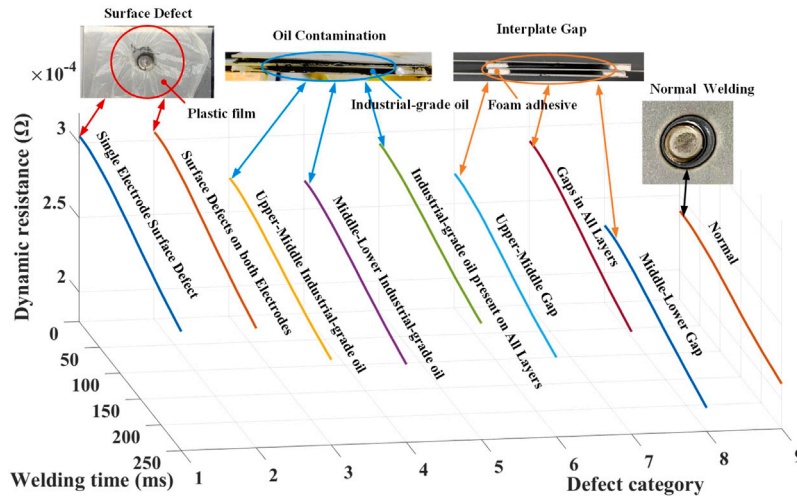 Surface Defect
Oil Contamination
Interplate Gap
Normal Welding
Plastic film
Industrial-grade oil
Foam adhesive
×10⁻⁴
3
2.5
2
0
50
100
150
200
250
Dynamic resistance (Ω)
Welding time (ms)
Defect category
1
2
3
4
5
6
7
8
9
Single Electrode Surface Defect
Surface Defects on both Electrodes
Upper-Middle Industrial-grade oil
Middle-Lower Industrial-grade oil
Industrial-grade oil present on All Layers
Upper-Middle Gap
Gaps in All Layers
Middle-Lower Gap
Normal